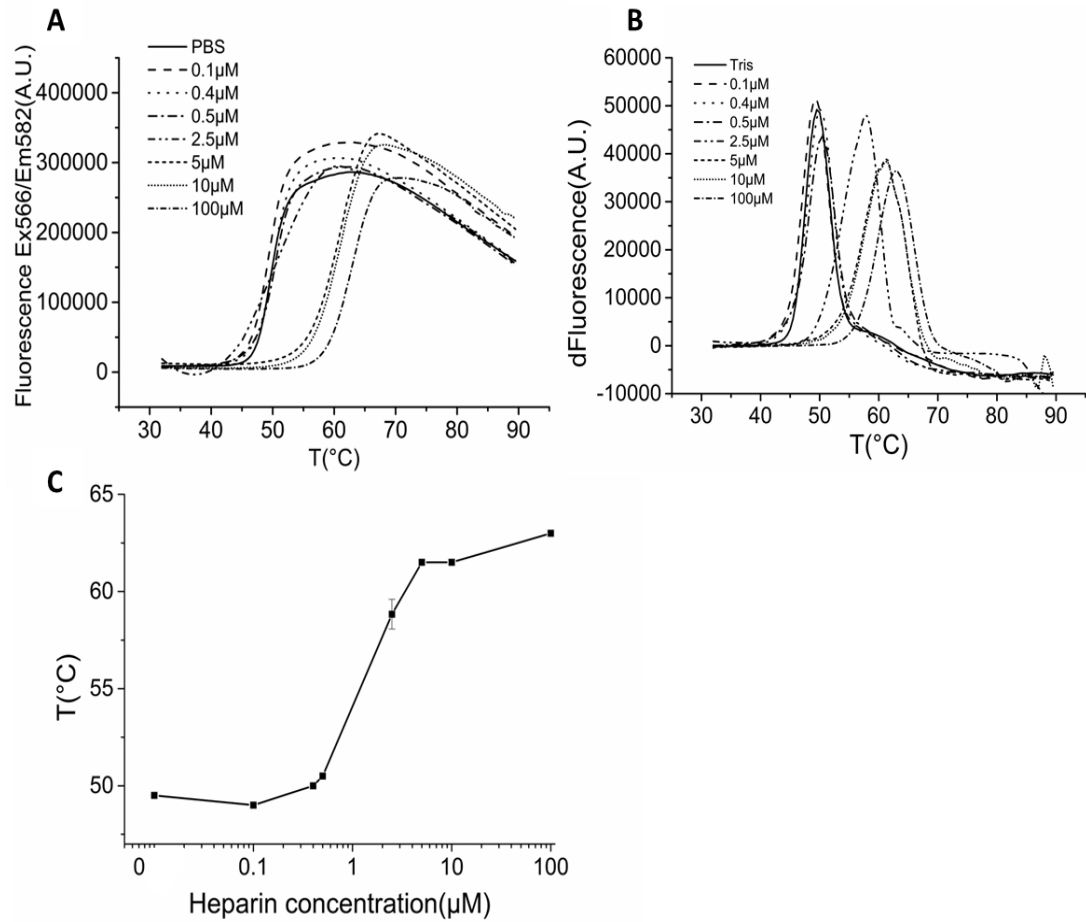 A
Fluorescence Ex566/Em582(A.U.)
400000
300000
200000
100000
0
PBS
0.1µM
0.4µM
0.5µM
2.5µM
5µM
10µM
100µM
30 40 50 60 70 80 90
T(°C)
B
dFluorescence(A.U.)
60000
50000
40000
30000
20000
10000
0
-10000
Tris
0.1µM
0.4µM
0.5µM
2.5µM
5µM
10µM
100µM
30 40 50 60 70 80 90
T(°C)
C
T(°C)
65
60
55
50
0 0.1 1 10 100
Heparin concentration(µM)